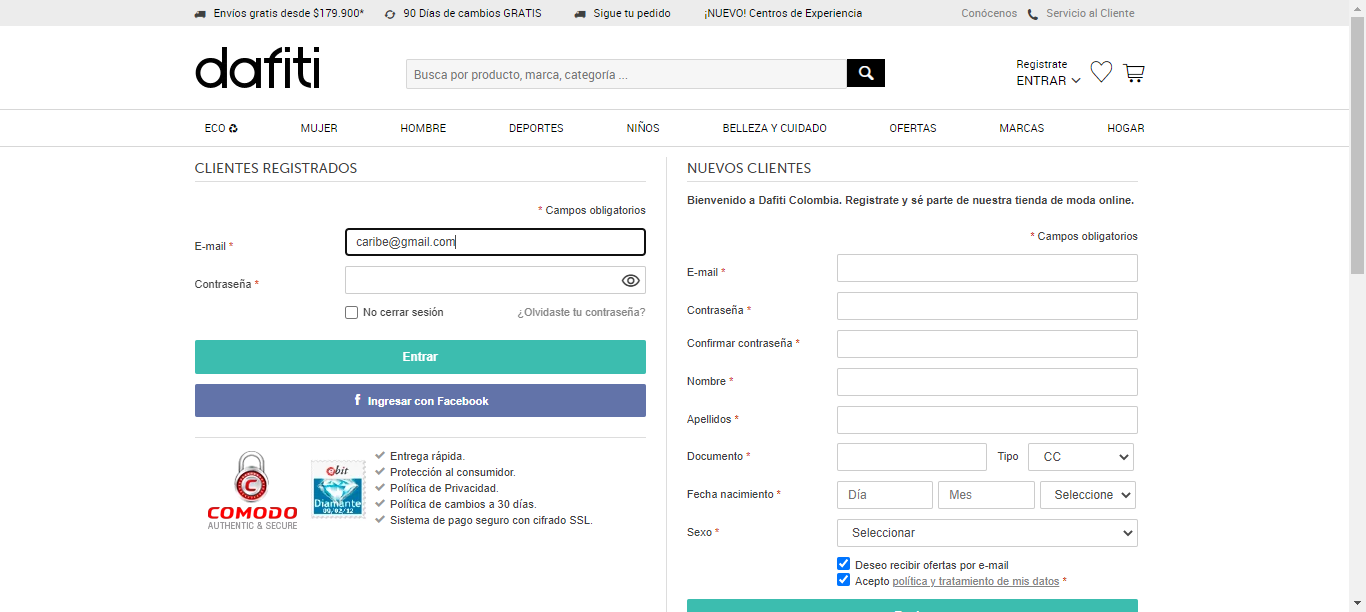 Envíos gratis desde $179.900* 90 Días de cambios GRATIS Sigue tu pedido ¡NUEVO! Centros de Experiencia Conócenos Servicio al Cliente
dafiti
Busca por producto, marca, categoría ...
Registrate
ENTRAR
ECO MUJER HOMBRE DEPORTES NIÑOS BELLEZA Y CUIDADO OFERTAS MARCAS HOGAR
CLIENTES REGISTRADOS
* Campos obligatorios
E-mail *
caribe@gmail.com
Contraseña *
No cerrar sesión ¿Olvidaste tu contraseña?
Entrar
f Ingresar con Facebook
COMODO
AUTHENTIC & SECURE
ebit
Diamante
09/02/12
Entrega rápida.
Protección al consumidor.
Política de Privacidad.
Política de cambios a 30 días.
Sistema de pago seguro con cifrado SSL.
NUEVOS CLIENTES
Bienvenido a Dafiti Colombia. Registrate y sé parte de nuestra tienda de moda online.
* Campos obligatorios
E-mail *
Contraseña *
Confirmar contraseña *
Nombre *
Apellidos *
Documento * Tipo CC
Fecha nacimiento * Día Mes Seleccione
Sexo * Seleccionar
Deseo recibir ofertas por e-mail
Acepto política y tratamiento de mis datos *